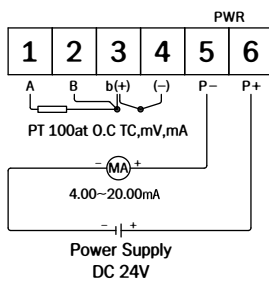 PWR
1 2 3 4 5 6
A B b(+) (-) P- P+
PT 100at O.C TC,mV,mA
- MA +
4.00~20.00mA
- +
Power Supply
DC 24V